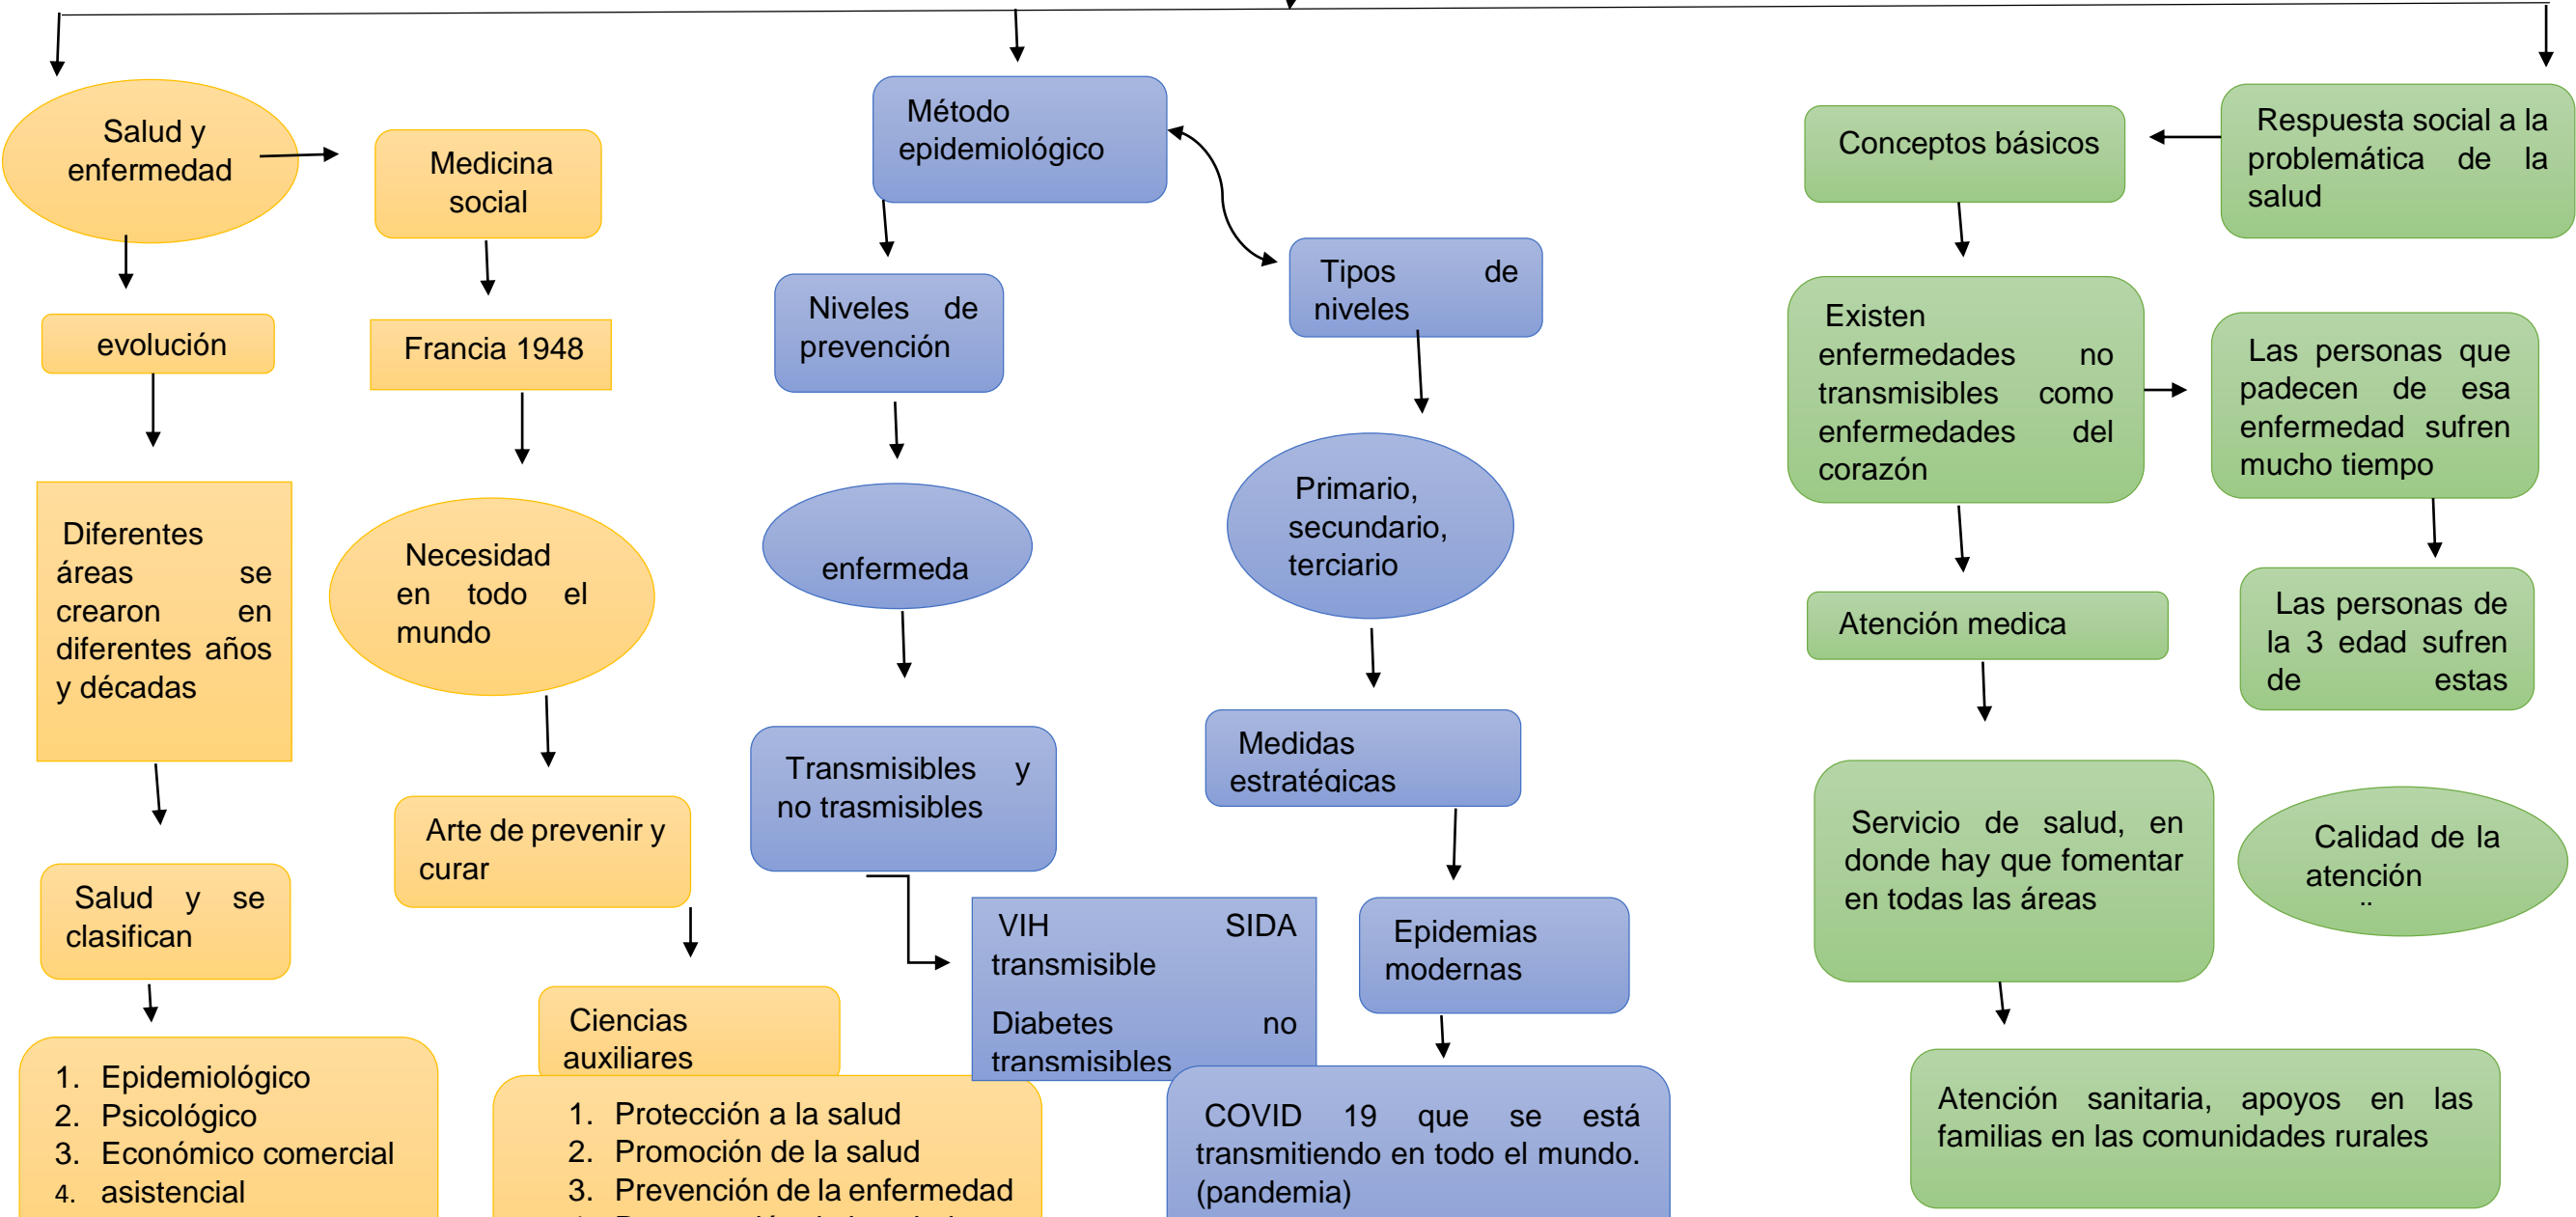 Salud y
enfermedad
Medicina
social
evolución
Francia 1948
Diferentes
áreas se
crearon en
diferentes años
y décadas
Necesidad
en todo el
mundo
Salud y se
clasifican
Arte de prevenir y
curar
1. Epidemiológico
2. Psicológico
3. Económico comercial
4. asistencial
Ciencias
auxiliares
1. Protección a la salud
2. Promoción de la salud
3. Prevención de la enfermedad
Método
epidemiológico
Niveles de
prevención
Tipos de
niveles
enfermeda
Primario,
secundario,
terciario
Transmisibles y
no trasmisibles
Medidas
estratégicas
VIH SIDA
transmisible
Diabetes no
transmisibles
Epidemias
modernas
COVID 19 que se está
transmitiendo en todo el mundo.
(pandemia)
Respuesta social a la
problemática de la
salud
Conceptos básicos
Existen
enfermedades no
transmisibles como
enfermedades del
corazón
Las personas que
padecen de esa
enfermedad sufren
mucho tiempo
Atención medica
Las personas de
la 3 edad sufren
de estas
Servicio de salud, en
donde hay que fomentar
en todas las áreas
Calidad de la
atención
Atención sanitaria, apoyos en las
familias en las comunidades rurales